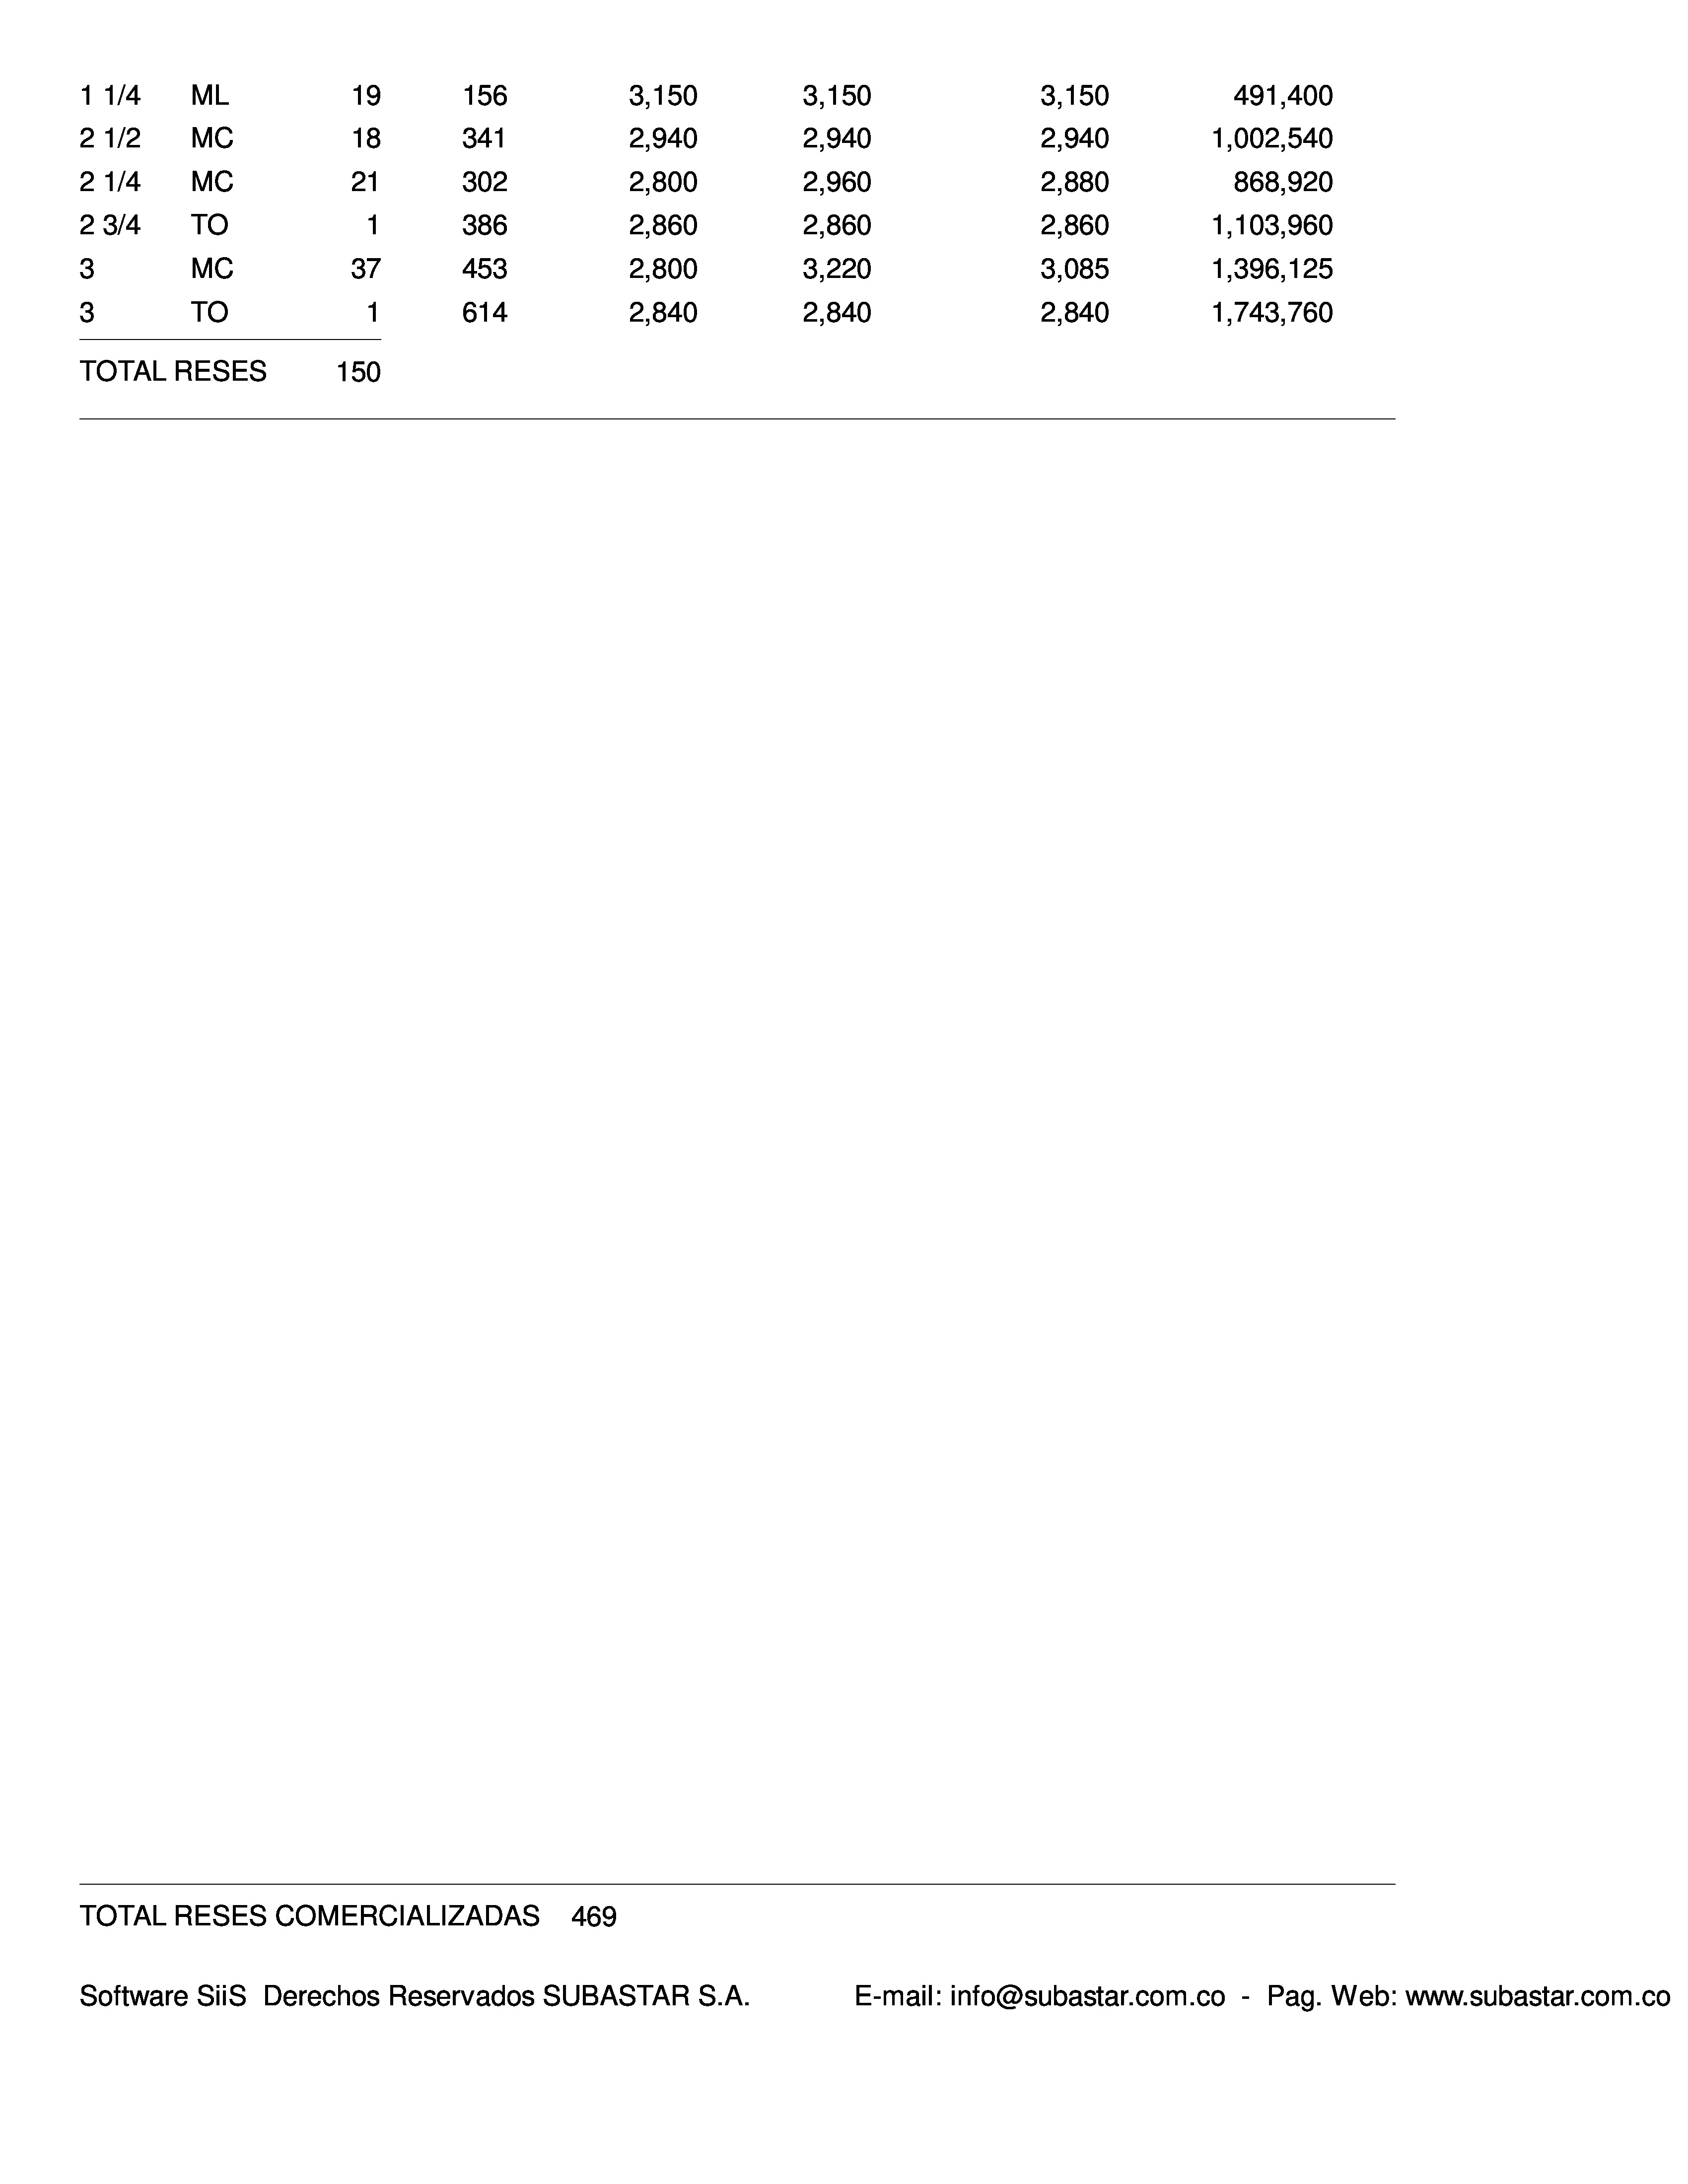 1 1/4 ML 19 156 3,150 3,150 3,150 491,400
2 1/2 MC 18 341 2,940 2,940 2,940 1,002,540
2 1/4 MC 21 302 2,800 2,960 2,880 868,920
2 3/4 TO 1 386 2,860 2,860 2,860 1,103,960
3 MC 37 453 2,800 3,220 3,085 1,396,125
3 TO 1 614 2,840 2,840 2,840 1,743,760
TOTAL RESES 150
TOTAL RESES COMERCIALIZADAS 469
Software SiiS Derechos Reservados SUBASTAR S.A. E-mail: info@subastar.com.co - Pag. Web: www.subastar.com.co